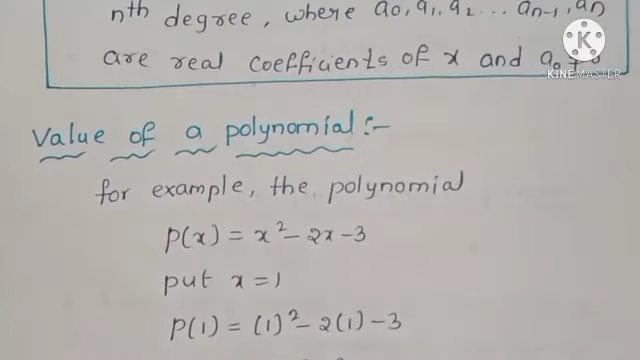 nth degree, where a0, a1, a2 ... an-1, an
are real coefficients of x and a0 ≠
KINEMASTER
Value of a polynomial :-
for example, the polynomial
p(x) = x² - 2x - 3
put x = 1
p(1) = (1)² - 2(1) - 3